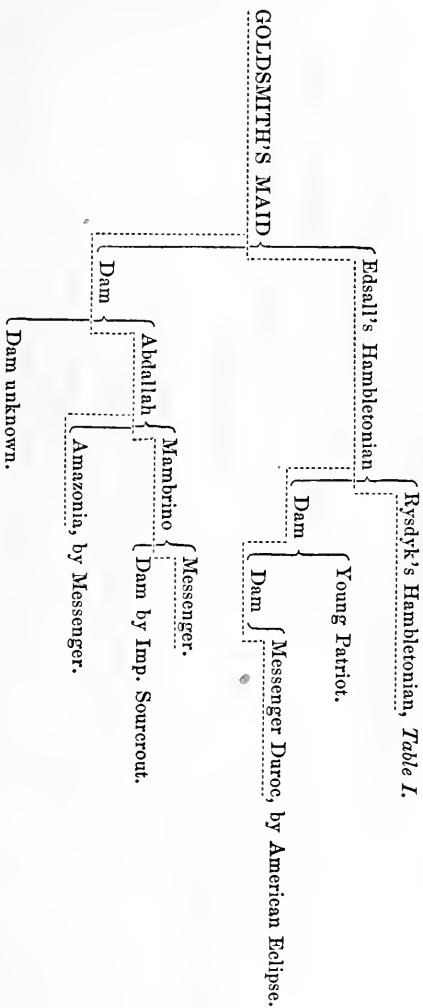 GOLDSMITH'S MAID
Edsall's Hambletonian
Rysdyk's Hambletonian, Table I.
Dam
Young Patriot.
Dam
Messenger Duroc, by American Eclipse.
Dam
Abdallah
Mambrino
Messenger.
Dam by Imp. Sourcrout.
Amazonia, by Messenger.
Dam unknown.